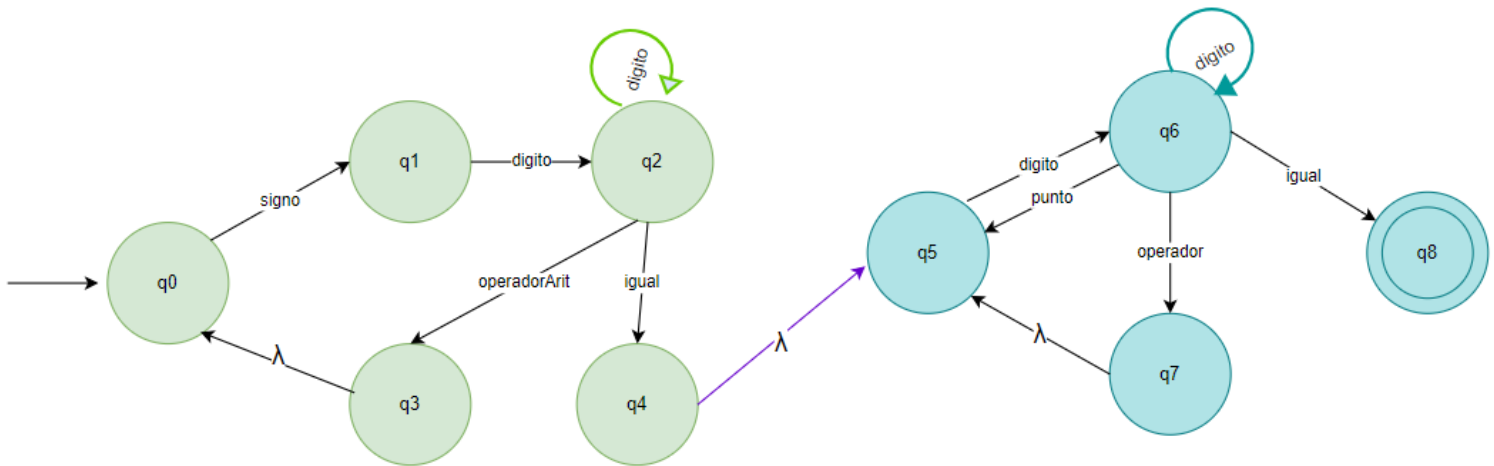 digito
digito
q6
q1
digito
q2
digito
signo
igual
punto
q0
operadorArit
igual
q5
operador
q8
λ
λ
λ
q3
q4
q7